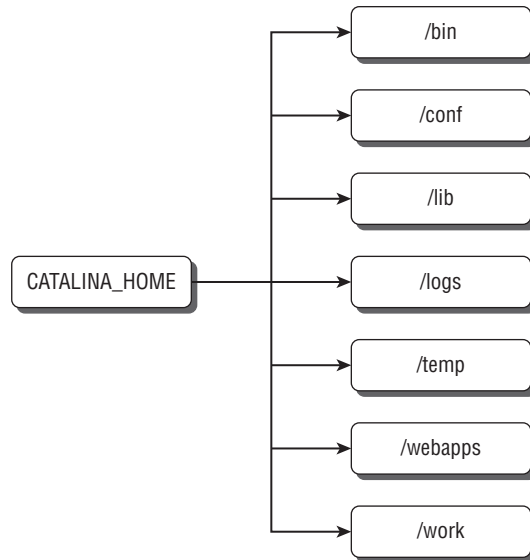 /bin
/conf
/lib
CATALINA_HOME
/logs
/temp
/webapps
/work